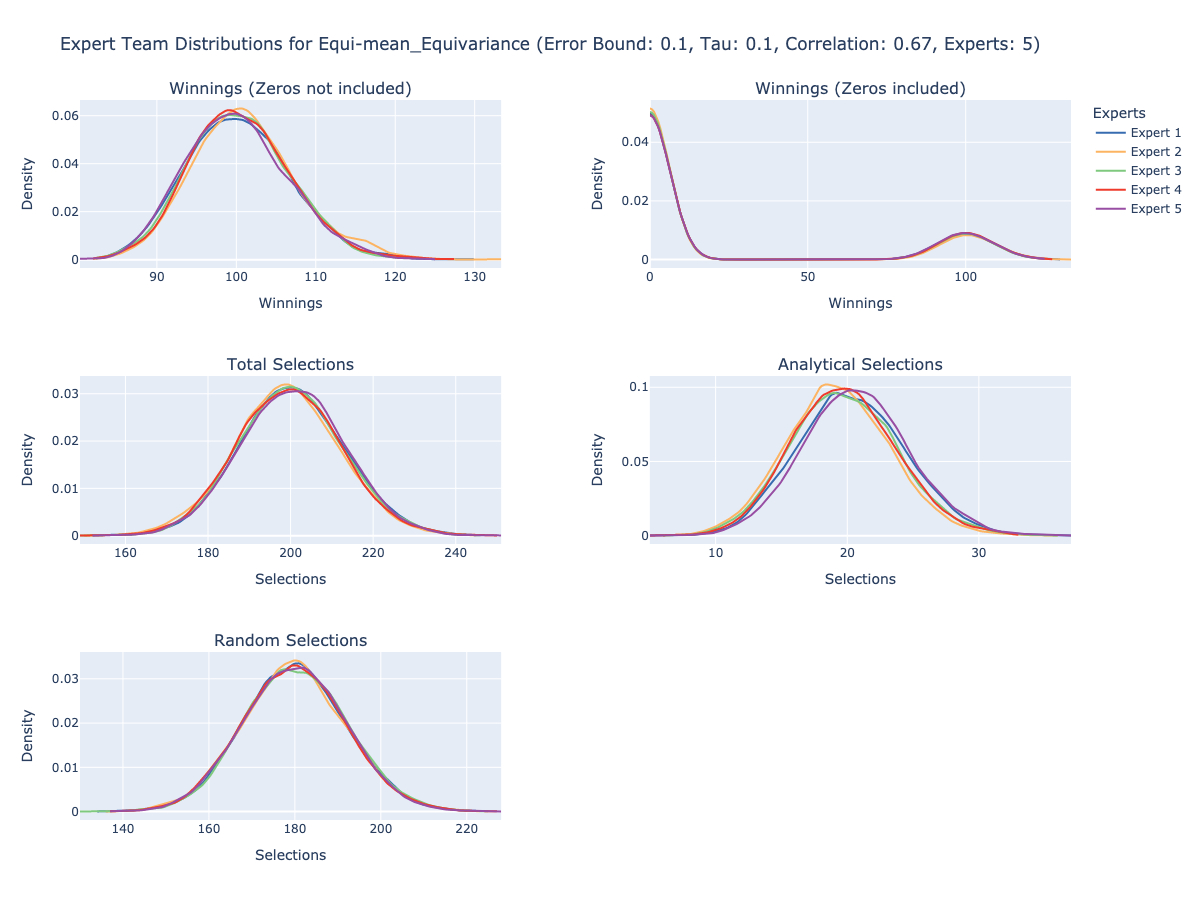 Expert Team Distributions for Equi-mean_Equivariance (Error Bound: 0.1, Tau: 0.1, Correlation: 0.67, Experts: 5)
Winnings (Zeros not included)
0.06
0.04
0.02
0
Density
90 100 110 120 130
Winnings
Winnings (Zeros included)
0.04
0.02
0
Density
0 50 100
Winnings
Experts
Expert 1
Expert 2
Expert 3
Expert 4
Expert 5
Total Selections
0.03
0.02
0.01
0
Density
160 180 200 220 240
Selections
Analytical Selections
0.1
0.05
0
Density
10 20 30
Selections
Random Selections
0.03
0.02
0.01
0
Density
140 160 180 200 220
Selections